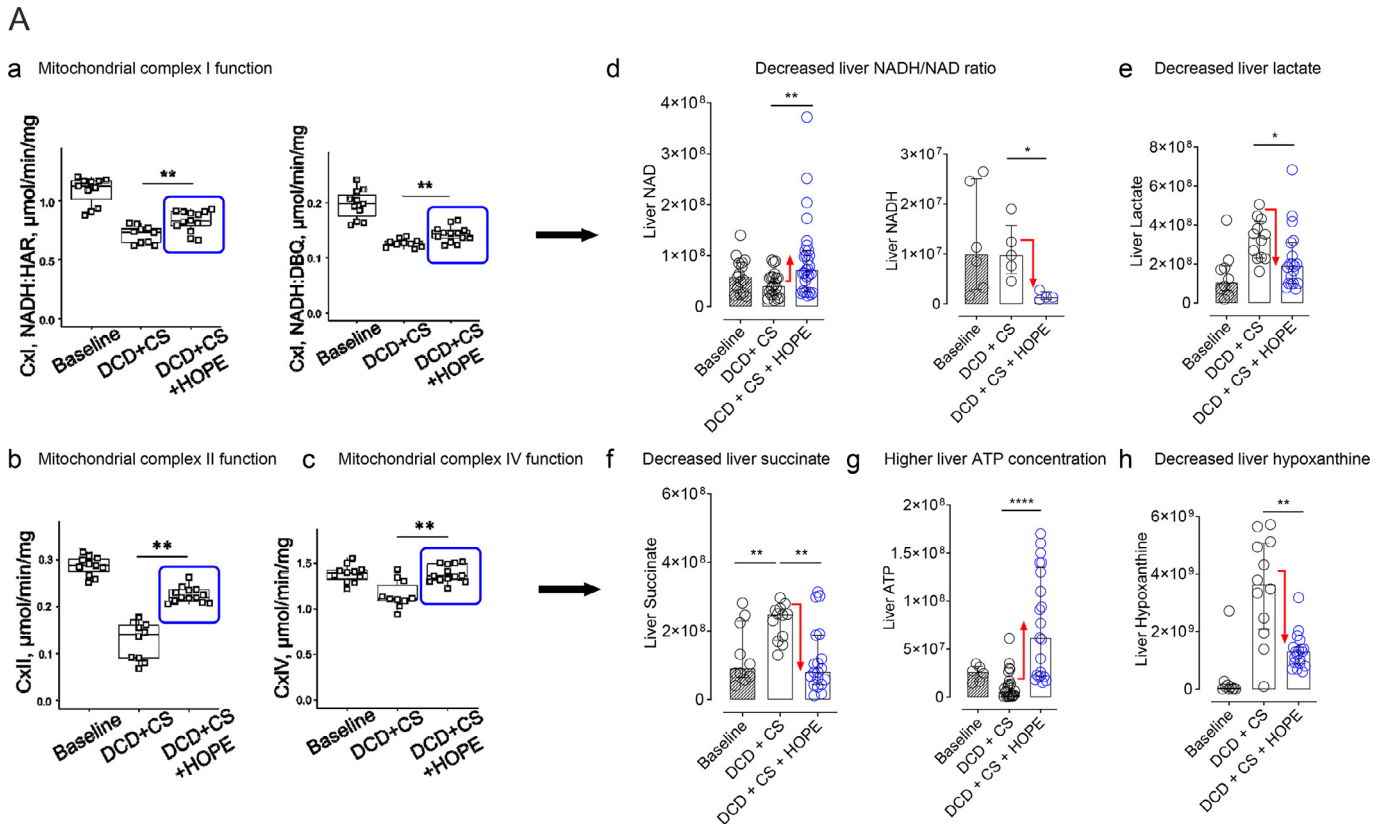 A
a Mitochondrial complex I function
CxI, NADH:HAR, µmol/min/mg
1.0
0.5
0.0
**
Baseline
DCD+CS
DCD+CS
+HOPE
CxI, NADH:DBQ, µmol/min/mg
0.2
0.1
0.0
**
Baseline
DCD+CS
DCD+CS
+HOPE
d Decreased liver NADH/NAD ratio
Liver NAD
4×10⁸
3×10⁸
2×10⁸
1×10⁸
0
**
Baseline
DCD+ CS
DCD + CS + HOPE
Liver NADH
3×10⁷
2×10⁷
1×10⁷
0
*
Baseline
DCD + CS
DCD + CS + HOPE
e Decreased liver lactate
Liver Lactate
8×10⁸
6×10⁸
4×10⁸
2×10⁸
0
*
Baseline
DCD + CS
DCD + CS + HOPE
b Mitochondrial complex II function
CxII, µmol/min/mg
0.3
0.2
0.1
0.0
**
Baseline
DCD+CS
DCD+CS
+HOPE
c Mitochondrial complex IV function
CxIV, µmol/min/mg
1.5
1.0
0.5
0.0
**
Baseline
DCD+CS
DCD+CS
+HOPE
f Decreased liver succinate
Liver Succinate
6×10⁸
4×10⁸
2×10⁸
0
**
**
Baseline
DCD + CS
DCD + CS + HOPE
g Higher liver ATP concentration
Liver ATP
2×10⁸
1.5×10⁸
1×10⁸
5×10⁷
0
****
Baseline
DCD + CS
DCD + CS + HOPE
h Decreased liver hypoxanthine
Liver Hypoxanthine
6×10⁹
4×10⁹
2×10⁹
0
**
Baseline
DCD + CS
DCD + CS + HOPE